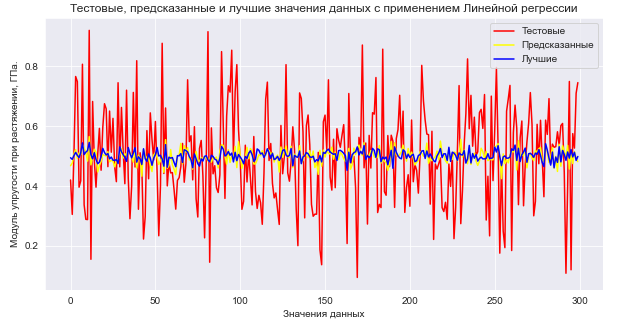 Тестовые, предсказанные и лучшие значения данных с применением Линейной регрессии
Тестовые
Предсказанные
Лучшие
Модуль упругости при растяжении, ГПа.
0.8
0.6
0.4
0.2
0 50 100 150 200 250 300
Значения данных